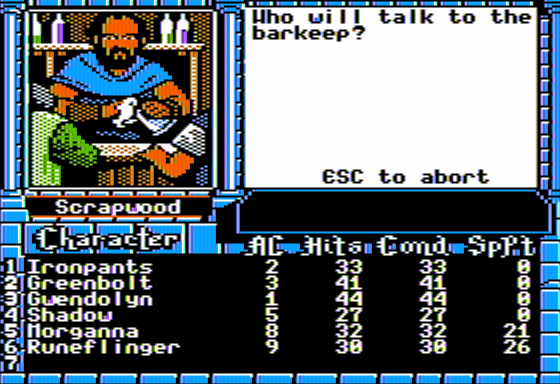 Who will talk to the
barkeep?
ESC to abort
Scrapwood
Character AC Hits Cond SpPt
1 Ironpants 2 33 33 0
2 Greenbolt 3 41 41 0
3 Gwendolyn 1 44 44 0
4 Shadow 5 27 27 0
5 Morganna 8 32 32 21
6 Runeflinger 9 30 30 26
7